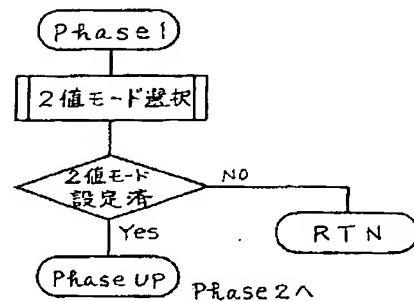 Phase1
2値モード選択
2値モード
設定済
NO
Yes
RTN
Phase UP
Phase2へ